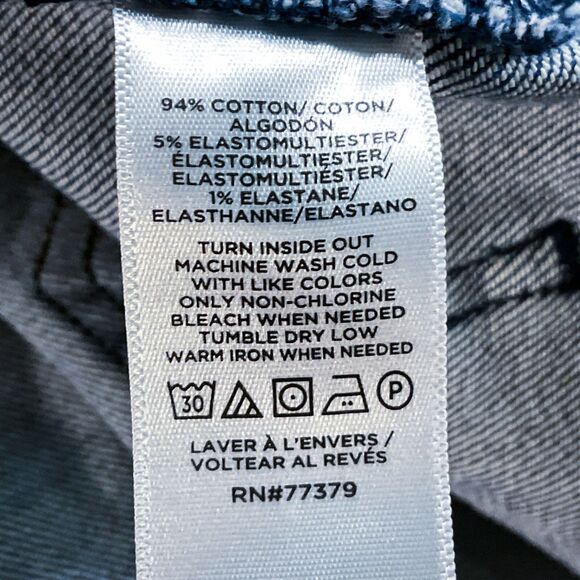 94% COTTON/ COTON/
ALGODÓN
5% ELASTOMULTIESTER/
ÉLASTOMULTIESTER/
ELASTOMULTIÉSTER/
1% ELASTANE/
ELASTHANNE/ELASTANO
TURN INSIDE OUT
MACHINE WASH COLD
WITH LIKE COLORS
ONLY NON-CHLORINE
BLEACH WHEN NEEDED
TUMBLE DRY LOW
WARM IRON WHEN NEEDED
30 P
LAVER À L'ENVERS /
VOLTEAR AL REVÉS
RN#77379